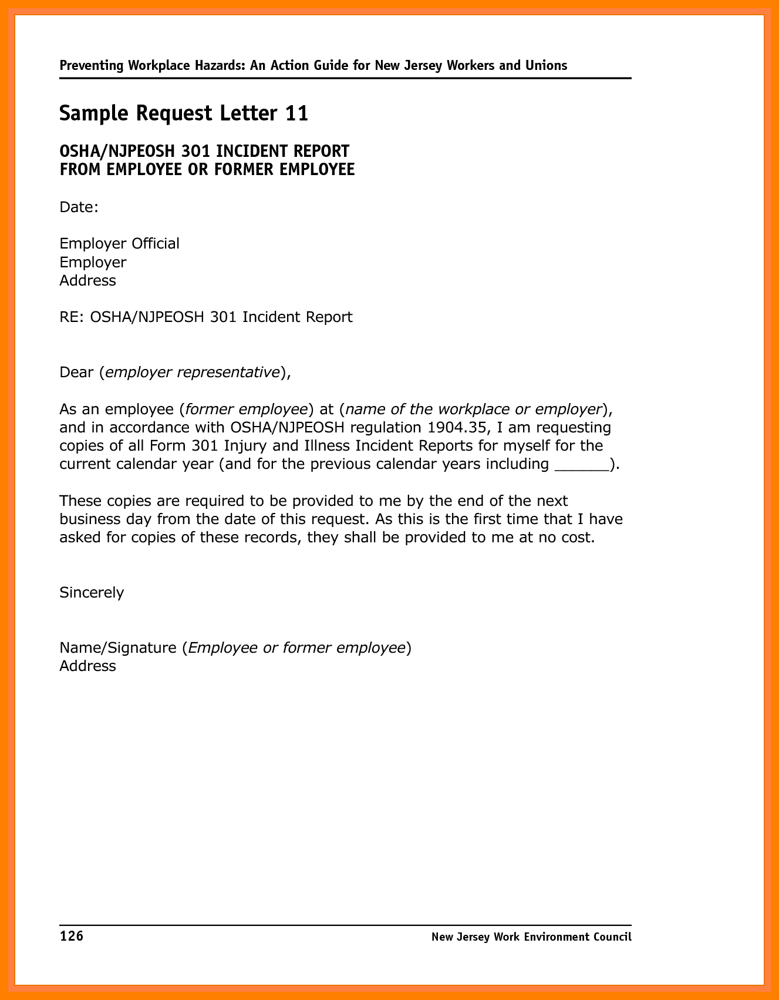 Preventing Workplace Hazards: An Action Guide for New Jersey Workers and Unions
Sample Request Letter 11
OSHA/NJPEOSH 301 INCIDENT REPORT
FROM EMPLOYEE OR FORMER EMPLOYEE
Date:
Employer Official
Employer
Address
RE: OSHA/NJPEOSH 301 Incident Report
Dear (employer representative),
As an employee (former employee) at (name of the workplace or employer),
and in accordance with OSHA/NJPEOSH regulation 1904.35, I am requesting
copies of all Form 301 Injury and Illness Incident Reports for myself for the
current calendar year (and for the previous calendar years including ______).
These copies are required to be provided to me by the end of the next
business day from the date of this request. As this is the first time that I have
asked for copies of these records, they shall be provided to me at no cost.
Sincerely
Name/Signature (Employee or former employee)
Address
126
New Jersey Work Environment Council